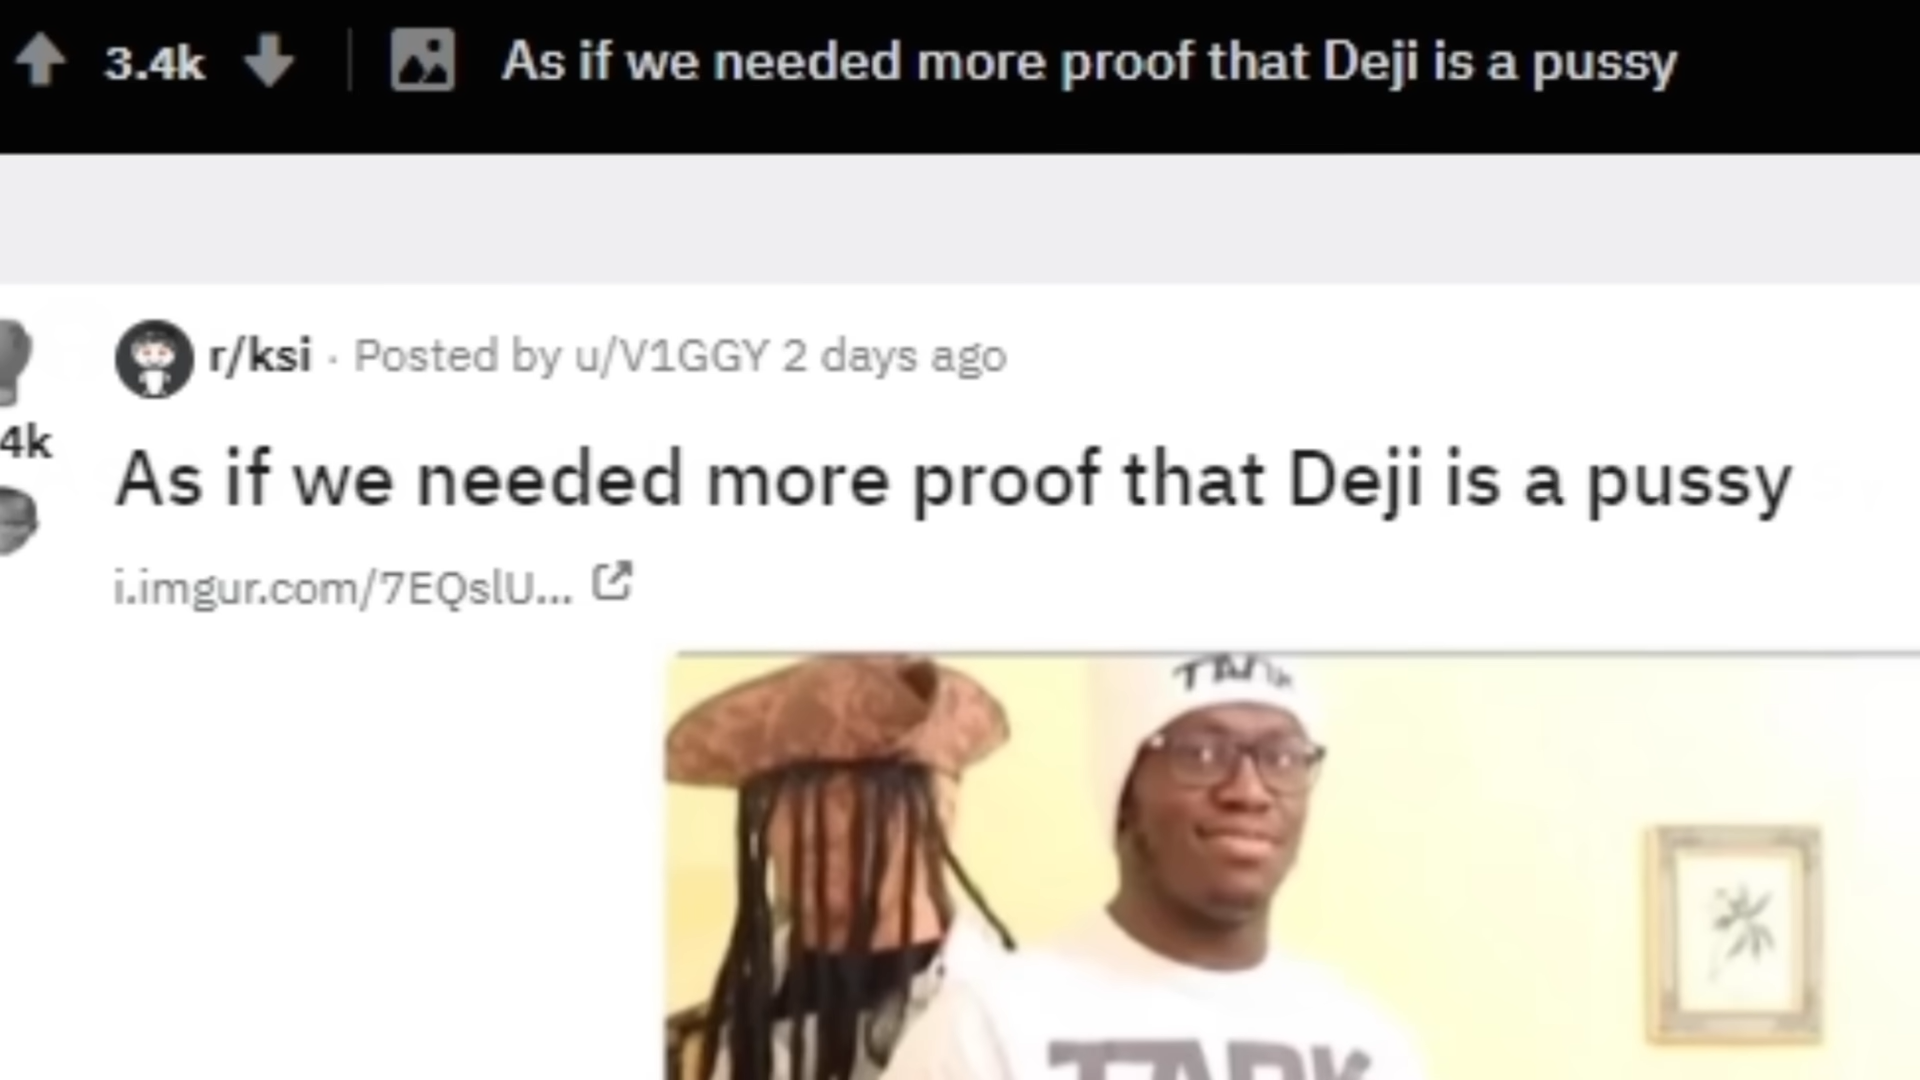 3.4k As if we needed more proof that Deji is a pussy
r/ksi · Posted by u/V1GGY 2 days ago
4k
As if we needed more proof that Deji is a pussy
i.imgur.com/7EQslU...